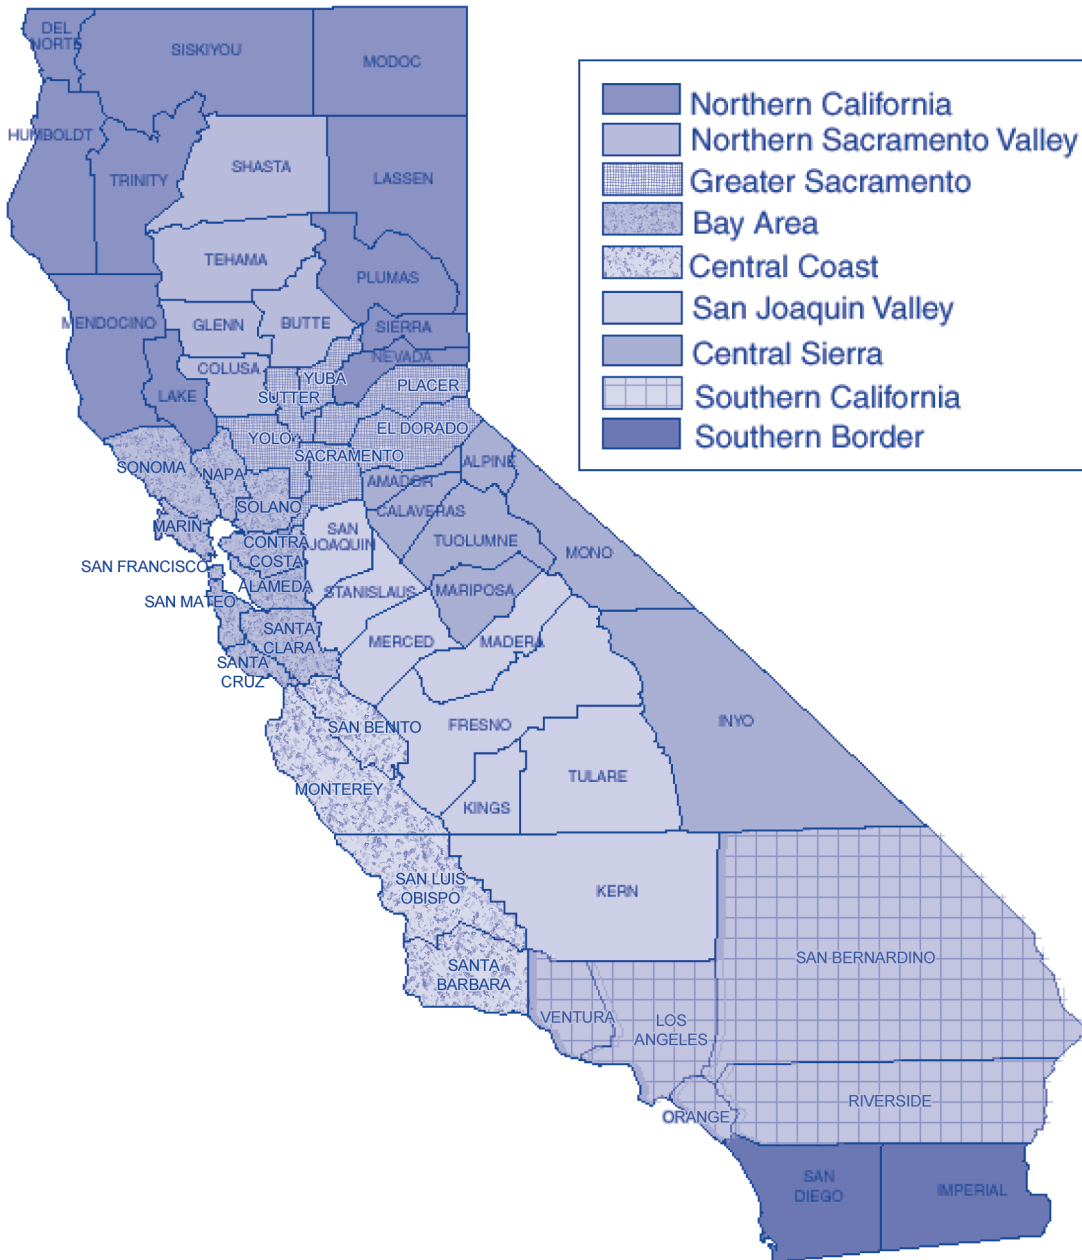 DEL
NORTE
SISKIYOU
MODOC
HUMBOLDT
TRINITY
SHASTA
LASSEN
TEHAMA
PLUMAS
MENDOCINO
GLENN
BUTTE
SIERRA
NEVADA
COLUSA
YUBA
PLACER
LAKE
SUTTER
EL DORADO
YOLO
SACRAMENTO
SONOMA
NAPA
ALPINE
AMADOR
SOLANO
CALAVERAS
MARIN
SAN
JOAQUIN
CONTRA
COSTA
TUOLUMNE
MONO
SAN FRANCISCO
ALAMEDA
STANISLAUS
MARIPOSA
SAN MATEO
SANTA
CLARA
MERCED
MADERA
SANTA
CRUZ
SAN BENITO
FRESNO
INYO
MONTEREY
TULARE
KINGS
SAN LUIS
OBISPO
KERN
SANTA
BARBARA
SAN BERNARDINO
VENTURA
LOS
ANGELES
ORANGE
RIVERSIDE
SAN
DIEGO
IMPERIAL
Northern California
Northern Sacramento Valley
Greater Sacramento
Bay Area
Central Coast
San Joaquin Valley
Central Sierra
Southern California
Southern Border